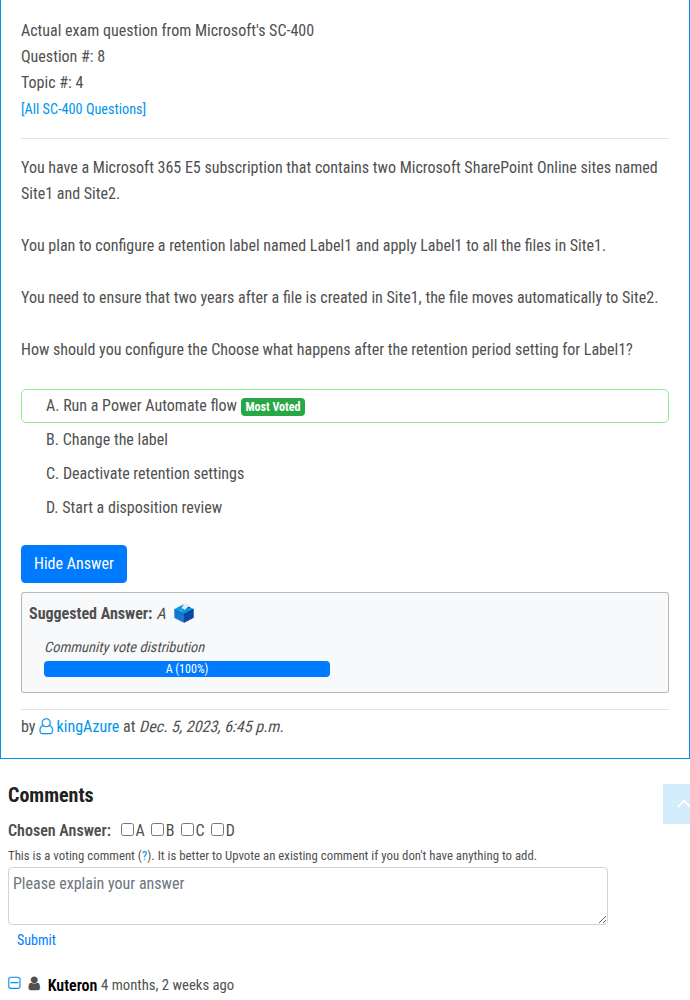 Actual exam question from Microsoft's SC-400
Question #: 8
Topic #: 4
[All SC-400 Questions]
You have a Microsoft 365 E5 subscription that contains two Microsoft SharePoint Online sites named
Site1 and Site2.
You plan to configure a retention label named Label1 and apply Label1 to all the files in Site1.
You need to ensure that two years after a file is created in Site1, the file moves automatically to Site2.
How should you configure the Choose what happens after the retention period setting for Label1?
A. Run a Power Automate flow Most Voted
B. Change the label
C. Deactivate retention settings
D. Start a disposition review
Hide Answer
Suggested Answer: A
Community vote distribution
A (100%)
by kingAzure at Dec. 5, 2023, 6:45 p.m.
Comments
Chosen Answer: A B C D
This is a voting comment (?). It is better to Upvote an existing comment if you don't have anything to add.
Please explain your answer
Submit
Kuteron 4 months, 2 weeks ago